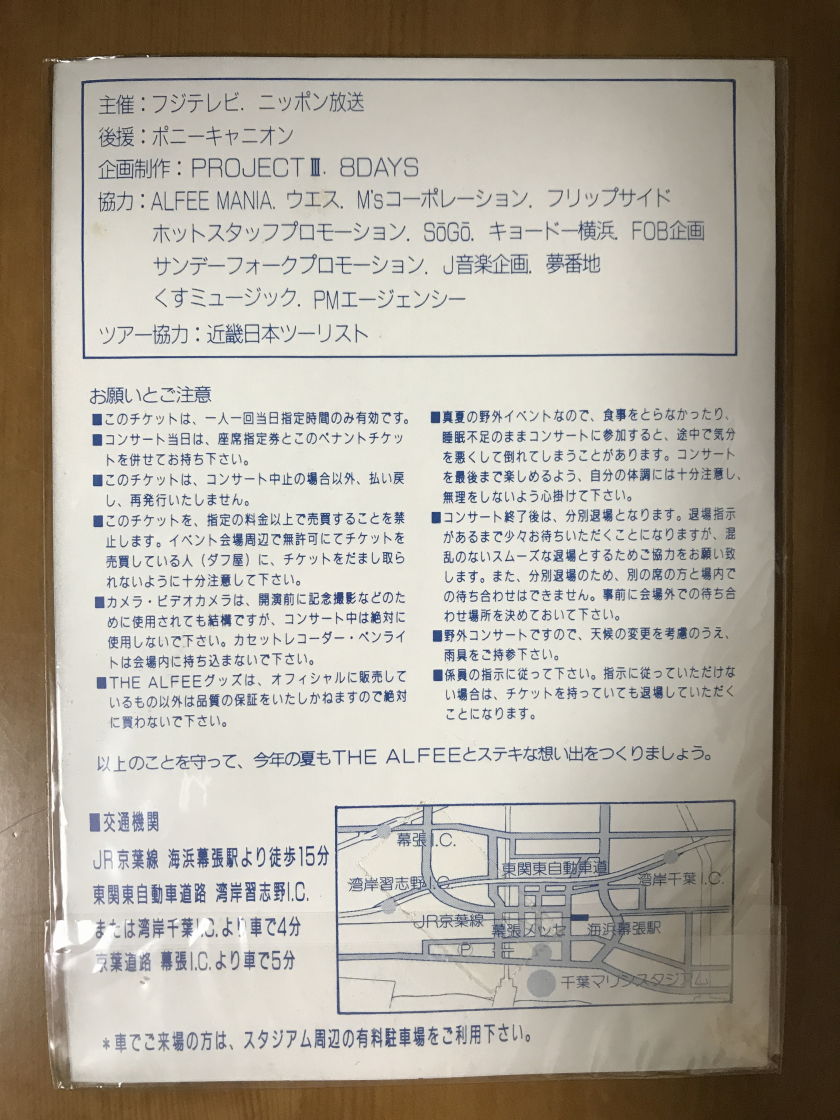 主催：フジテレビ．ニッポン放送
後援：ポニーキャニオン
企画制作：PROJECT Ⅲ．8DAYS
協力：ALFEE MANIA．ウエス．M'sコーポレーション．フリップサイド
ホットスタッフプロモーション．SōGō．キョードー横浜．FOB企画
サンデーフォークプロモーション．J音楽企画．夢番地
くすミュージック．PMエージェンシー
ツアー協力：近畿日本ツーリスト
お願いとご注意
■このチケットは、一人一回当日指定時間のみ有効です。
■コンサート当日は、座席指定券とこのペナントチケッ
トを併せてお持ち下さい。
■このチケットは、コンサート中止の場合以外、払い戻
し、再発行いたしません。
■このチケットを、指定の料金以上で売買することを禁
止します。イベント会場周辺で無許可にてチケットを
売買している人（ダフ屋）に、チケットをだまし取ら
れないように十分注意して下さい。
■カメラ・ビデオカメラは、開演前に記念撮影などのた
めに使用されても結構ですが、コンサート中は絶対に
使用しないで下さい。カセットレコーダー・ペンライ
トは会場内に持ち込まないで下さい。
■THE ALFEEグッズは、オフィシャルに販売して
いるもの以外は品質の保証をいたしかねますので絶対
に買わないで下さい。
■真夏の野外イベントなので、食事をとらなかったり、
睡眠不足のままコンサートに参加すると、途中で気分
を悪くして倒れてしまうことがあります。コンサート
を最後まで楽しめるよう、自分の体調には十分注意し、
無理をしないよう心掛けて下さい。
■コンサート終了後は、分別退場となります。退場指示
があるまで少々お待ちいただくことになりますが、混
乱のないスムーズな退場とするためご協力をお願い致
します。また、分別退場のため、別の席の方と場内で
の待ち合わせはできません。事前に会場外での待ち合
わせ場所を決めておいて下さい。
■野外コンサートですので、天候の変更を考慮のうえ、
雨具をご持参下さい。
■係員の指示に従って下さい。指示に従っていただけな
い場合は、チケットを持っていても退場していただく
ことになります。
以上のことを守って、今年の夏もTHE ALFEEとステキな想い出をつくりましょう。
■交通機関
JR京葉線 海浜幕張駅より徒歩15分
東関東自動車道路 湾岸習志野I.C.
または湾岸千葉I.C.より車で4分
京葉道路 幕張I.C.より車で5分
幕張I.C.
東関東自動車道
湾岸習志野I.C.
湾岸千葉I.C.
JR京葉線
幕張メッセ
海浜幕張駅
P
千葉マリンスタジアム
＊車でご来場の方は、スタジアム周辺の有料駐車場をご利用下さい。